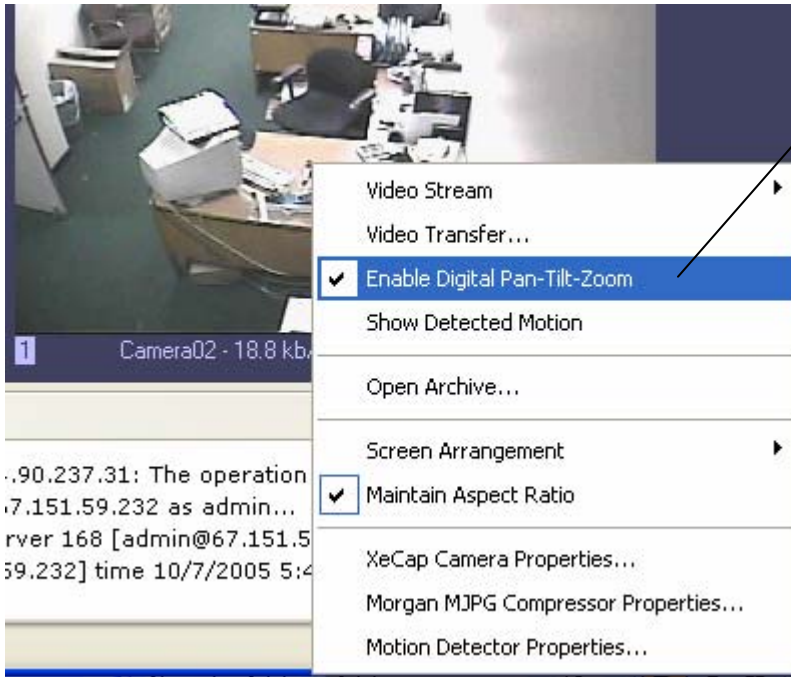 Video Stream
Video Transfer...
Enable Digital Pan-Tilt-Zoom
Show Detected Motion
1 Camera02 - 18.8 kb/
Open Archive...
Screen Arrangement
.90.237.31: The operation
7.151.59.232 as admin...
Maintain Aspect Ratio
rver 168 [admin@67.151.5
59.232] time 10/7/2005 5:4
XeCap Camera Properties...
Morgan MJPG Compressor Properties...
Motion Detector Properties...